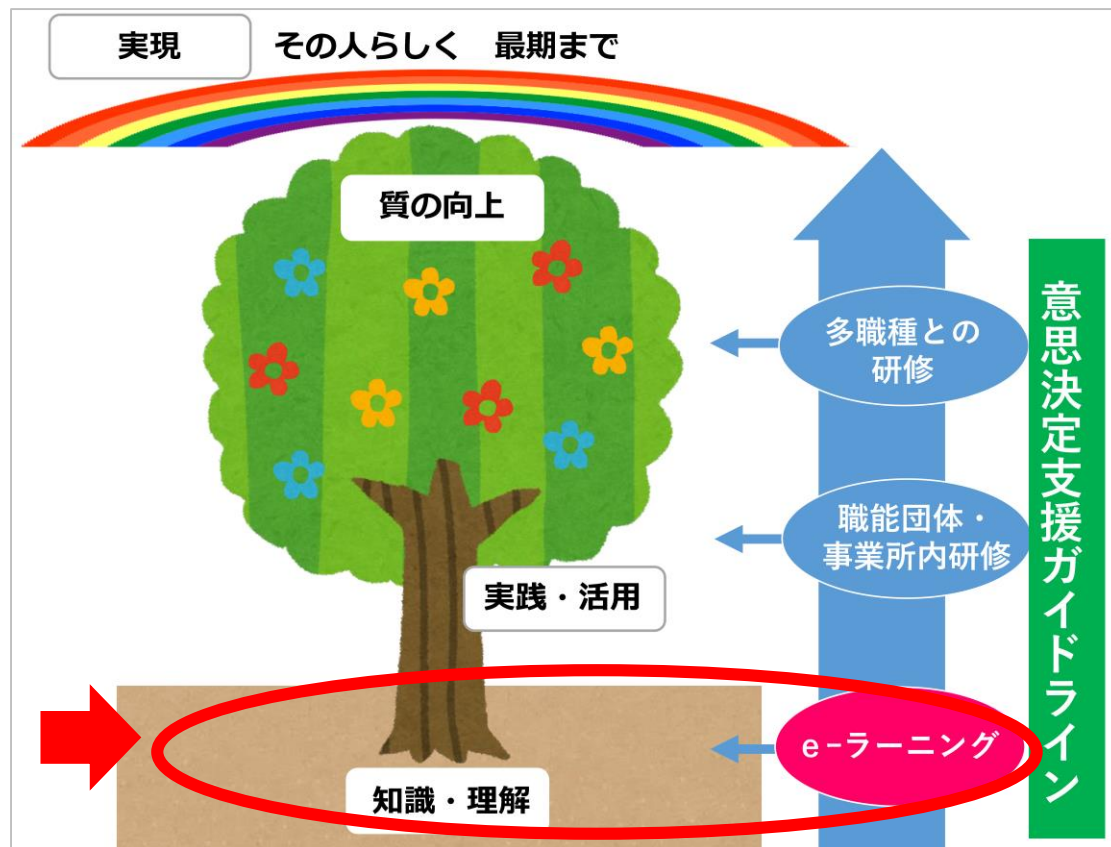 実現 その人らしく 最期まで
質の向上
多職種との
研修
職能団体・
事業所内研修
実践・活用
e-ラーニング
知識・理解
意思決定支援ガイドライン